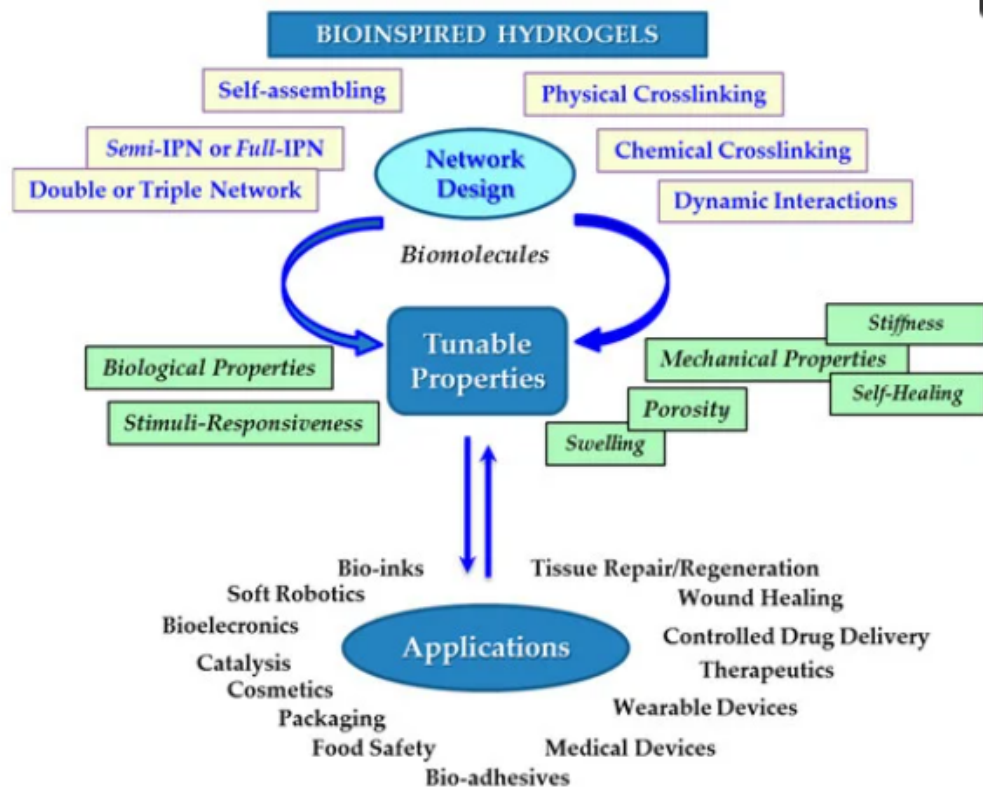 BIOINSPIRED HYDROGELS
Self-assembling
Physical Crosslinking
Semi-IPN or Full-IPN
Double or Triple Network
Network
Design
Chemical Crosslinking
Dynamic Interactions
Biomolecules
Tunable
Properties
Biological Properties
Stimuli-Responsiveness
Stiffness
Mechanical Properties
Self-Healing
Porosity
Swelling
Bio-inks
Soft Robotics
Bioelecronics
Catalysis
Cosmetics
Packaging
Food Safety
Bio-adhesives
Applications
Tissue Repair/Regeneration
Wound Healing
Controlled Drug Delivery
Therapeutics
Wearable Devices
Medical Devices